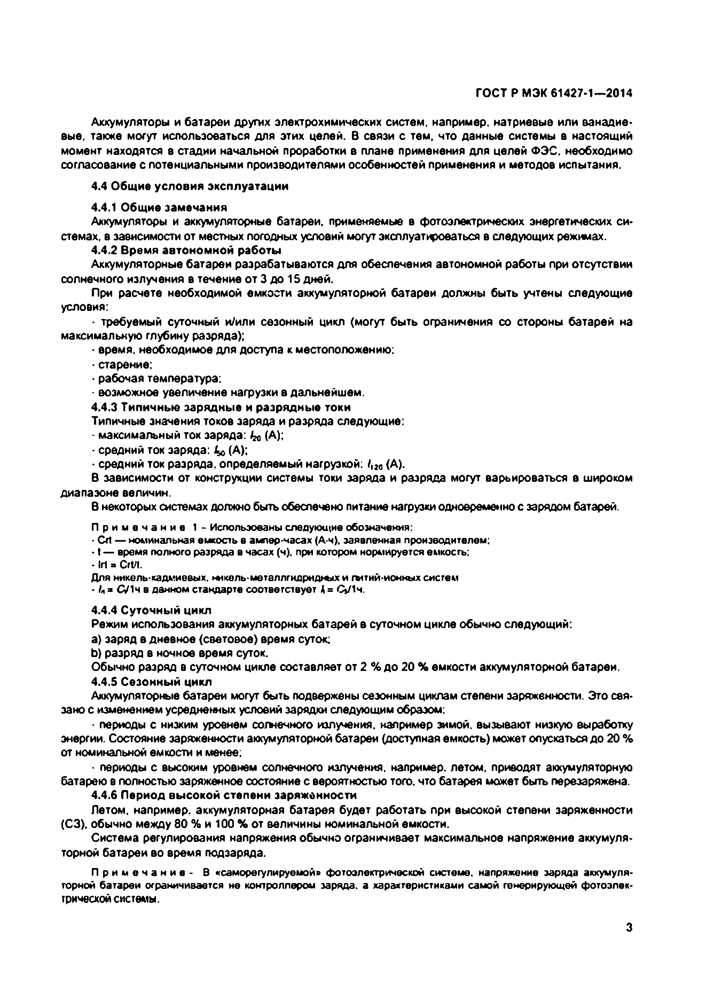 ГОСТ Р МЭК 61427-1—2014
Аккумуляторы и батареи других электрохимических систем, например, натриевые или ванадие-
вые, также могут использоваться для этих целей. В связи с тем, что данные системы в настоящий
момент находятся в стадии начальной проработки в плане применения для целей ФЭС, необходимо
согласование с потенциальными производителями особенностей применения и методов испытания.
4.4 Общие условия эксплуатации
4.4.1 Общие замечания
Аккумуляторы и аккумуляторные батареи, применяемые в фотоэлектрических энергетических си-
стемах, в зависимости от местных погодных условий могут эксплуатироваться в следующих режимах.
4.4.2 Время автономной работы
Аккумуляторные батареи разрабатываются для обеспечения автономной работы при отсутствии
солнечного излучения в течение от 3 до 15 дней.
При расчете необходимой емкости аккумуляторной батареи должны быть учтены следующие
условия:
- требуемый суточный и/или сезонный цикл (могут быть ограничения со стороны батарей на
максимальную глубину разряда);
- время, необходимое для доступа к местоположению;
- старение;
- рабочая температура;
- возможное увеличение нагрузки в дальнейшем.
4.4.3 Типичные зарядные и разрядные токи
Типичные значения токов заряда и разряда следующие:
- максимальный ток заряда: I20 (А);
- средний ток заряда: I50 (А);
- средний ток разряда, определяемый нагрузкой: I120 (А).
В зависимости от конструкции системы токи заряда и разряда могут варьироваться в широком
диапазоне величин.
В некоторых системах должно быть обеспечено питание нагрузки одновременно с зарядом батарей.
Примечание 1 – Использованы следующие обозначения:
- Crt — номинальная емкость в ампер-часах (А·ч), заявленная производителем;
- t — время полного разряда в часах (ч), при котором нормируется емкость;
- Irt = Crt/t.
Для никель-кадмиевых, никель-металлгидридных и литий-ионных систем
- Irt = Cr/1ч в данном стандарте соответствует It = C5/1ч.
4.4.4 Суточный цикл
Режим использования аккумуляторных батарей в суточном цикле обычно следующий:
a) заряд в дневное (световое) время суток;
b) разряд в ночное время суток.
Обычно разряд в суточном цикле составляет от 2 % до 20 % емкости аккумуляторной батареи.
4.4.5 Сезонный цикл
Аккумуляторные батареи могут быть подвержены сезонным циклам степени заряженности. Это свя-
зано с изменением усредненных условий зарядки следующим образом:
- периоды с низким уровнем солнечного излучения, например зимой, вызывают низкую выработку
энергии. Состояние заряженности аккумуляторной батареи (доступная емкость) может опускаться до 20 %
от номинальной емкости и менее;
- периоды с высоким уровнем солнечного излучения, например, летом, приводят аккумуляторную
батарею в полностью заряженное состояние с вероятностью того, что батарея может быть перезаряжена.
4.4.6 Период высокой степени заряженности
Летом, например, аккумуляторная батарея будет работать при высокой степени заряженности
(СЗ), обычно между 80 % и 100 % от величины номинальной емкости.
Система регулирования напряжения обычно ограничивает максимальное напряжение аккумуля-
торной батареи во время подзаряда.
Примечание- В «саморегулируемой» фотоэлектрической системе, напряжение заряда аккумуля-
торной батареи ограничивается не контроллером заряда, а характеристиками самой генерирующей фотоэлек-
трической системы.
3